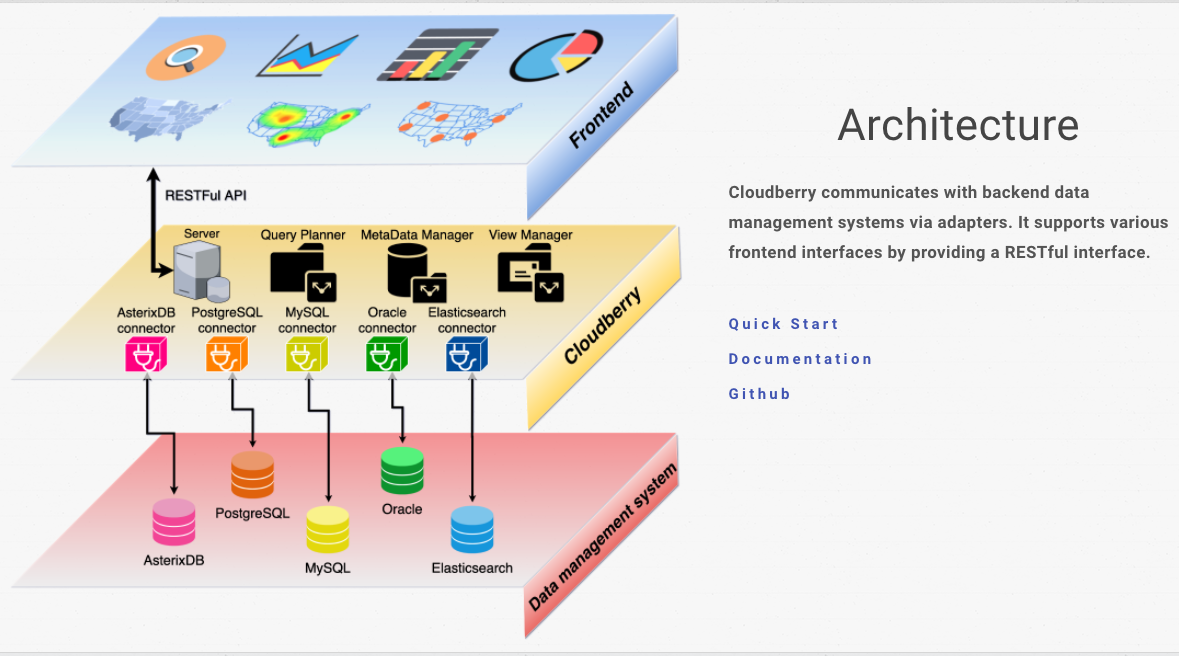 Frontend
RESTFul API
Server
Query Planner
MetaData Manager
View Manager
AsterixDB
connector
PostgreSQL
connector
MySQL
connector
Oracle
connector
Elasticsearch
connector
Cloudberry
PostgreSQL
Oracle
AsterixDB
MySQL
Elasticsearch
Data management system
Architecture
Cloudberry communicates with backend data
management systems via adapters. It supports various
frontend interfaces by providing a RESTful interface.
Quick Start
Documentation
Github